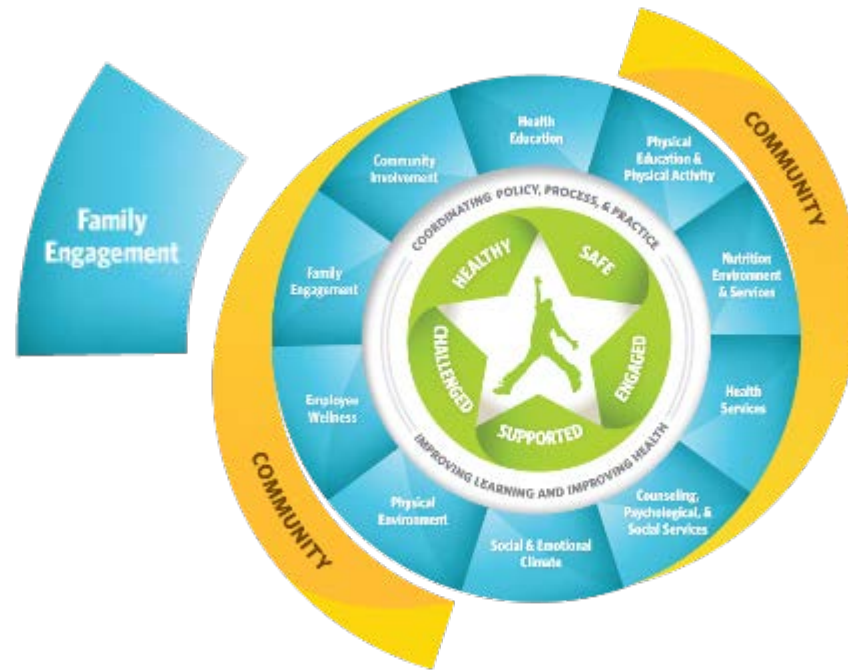 Family
Engagement
COMMUNITY
Health
Education
Physical
Education &
Physical Activity
Nutrition
Environment
& Services
Health
Services
Counseling,
Psychological, &
Social Services
Social & Emotional
Climate
Physical
Environment
Employee
Wellness
Family
Engagement
Community
Involvement
COORDINATING POLICY, PROCESS, & PRACTICE
IMPROVING LEARNING AND IMPROVING HEALTH
HEALTHY
SAFE
ENGAGED
SUPPORTED
CHALLENGED
COMMUNITY